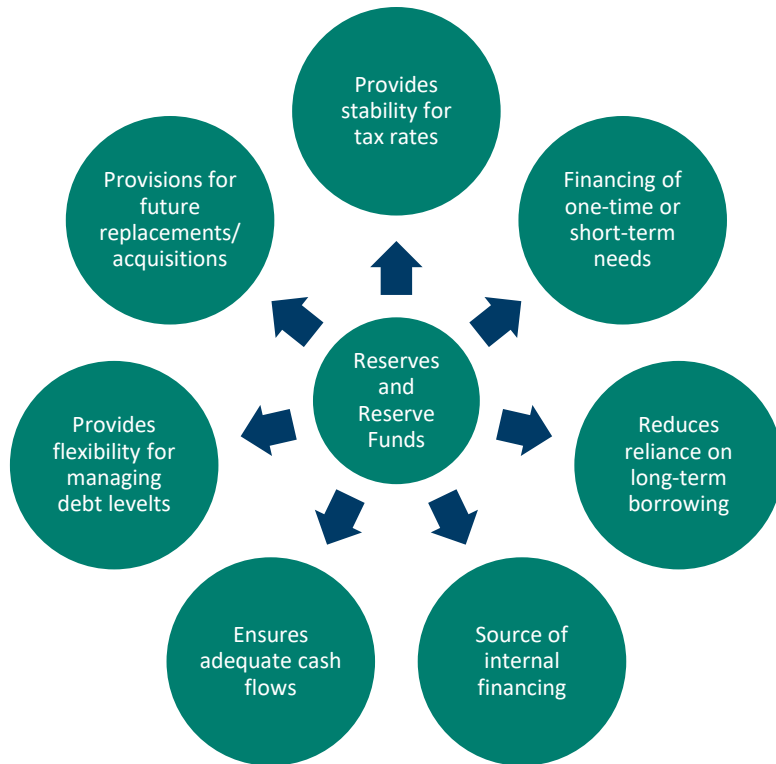 Provides
stability for
tax rates
Financing of
one-time or
short-term
needs
Reduces
reliance on
long-term
borrowing
Source of
internal
financing
Ensures
adequate cash
flows
Provides
flexibility for
managing
debt levelts
Provisions for
future
replacements/
acquisitions
Reserves
and
Reserve
Funds